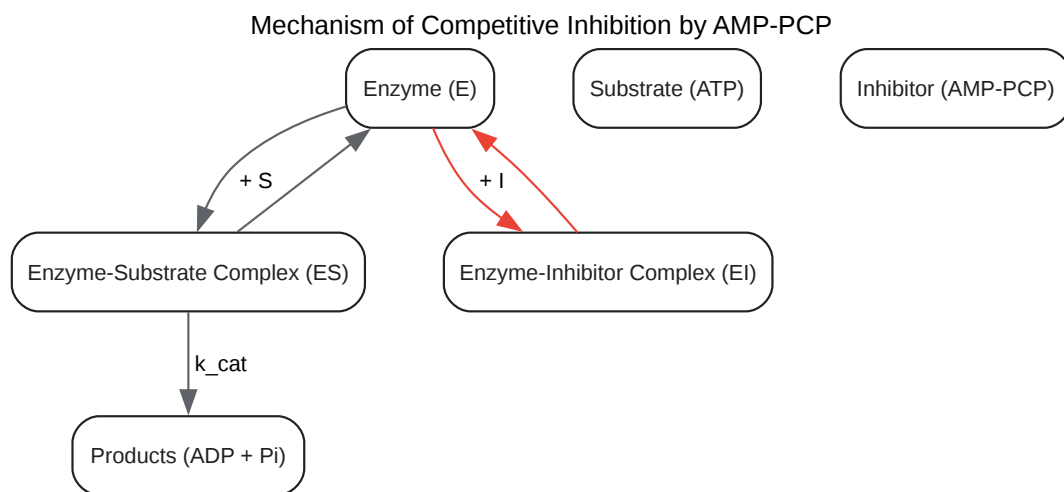 Mechanism of Competitive Inhibition by AMP-PCP
Enzyme (E)
Substrate (ATP)
Inhibitor (AMP-PCP)
+ S
+ I
Enzyme-Substrate Complex (ES)
Enzyme-Inhibitor Complex (EI)
k_cat
Products (ADP + Pi)